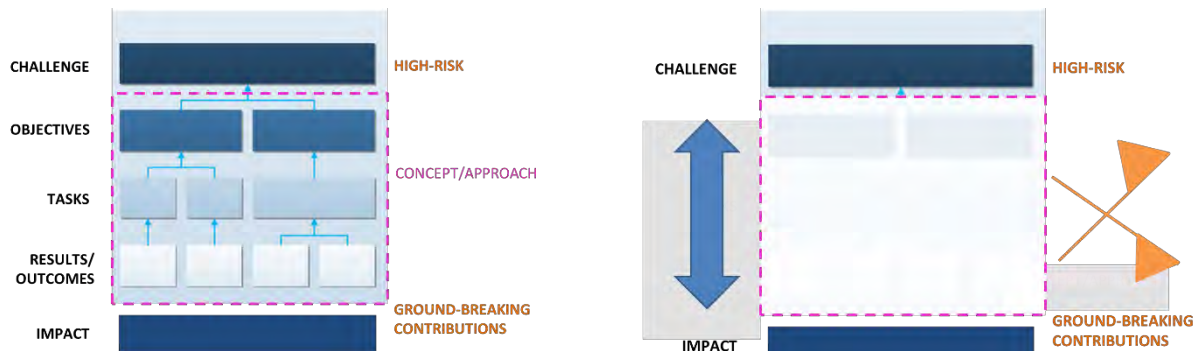 CHALLENGE
HIGH-RISK
OBJECTIVES
CONCEPT/APPROACH
TASKS
RESULTS/
OUTCOMES
GROUND-BREAKING
CONTRIBUTIONS
IMPACT
CHALLENGE
HIGH-RISK
GROUND-BREAKING
CONTRIBUTIONS
IMPACT